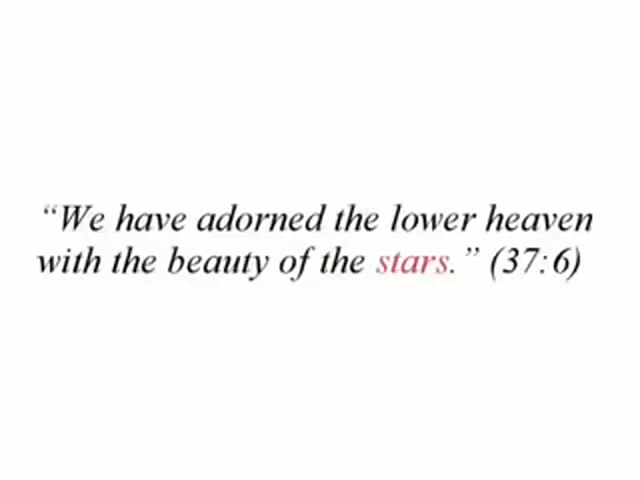 “We have adorned the lower heaven
with the beauty of the stars.” (37:6)